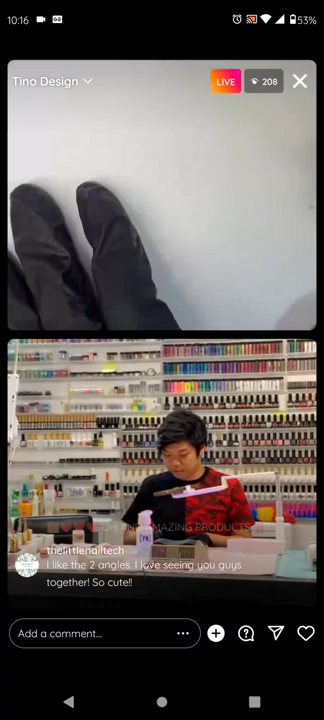 10:16
53%
Tino Design
LIVE
208
AND AMAZING PRODUCTS
thelittlenailtech
I like the 2 angles. I love seeing you guys
together! So cute!!
Add a comment...